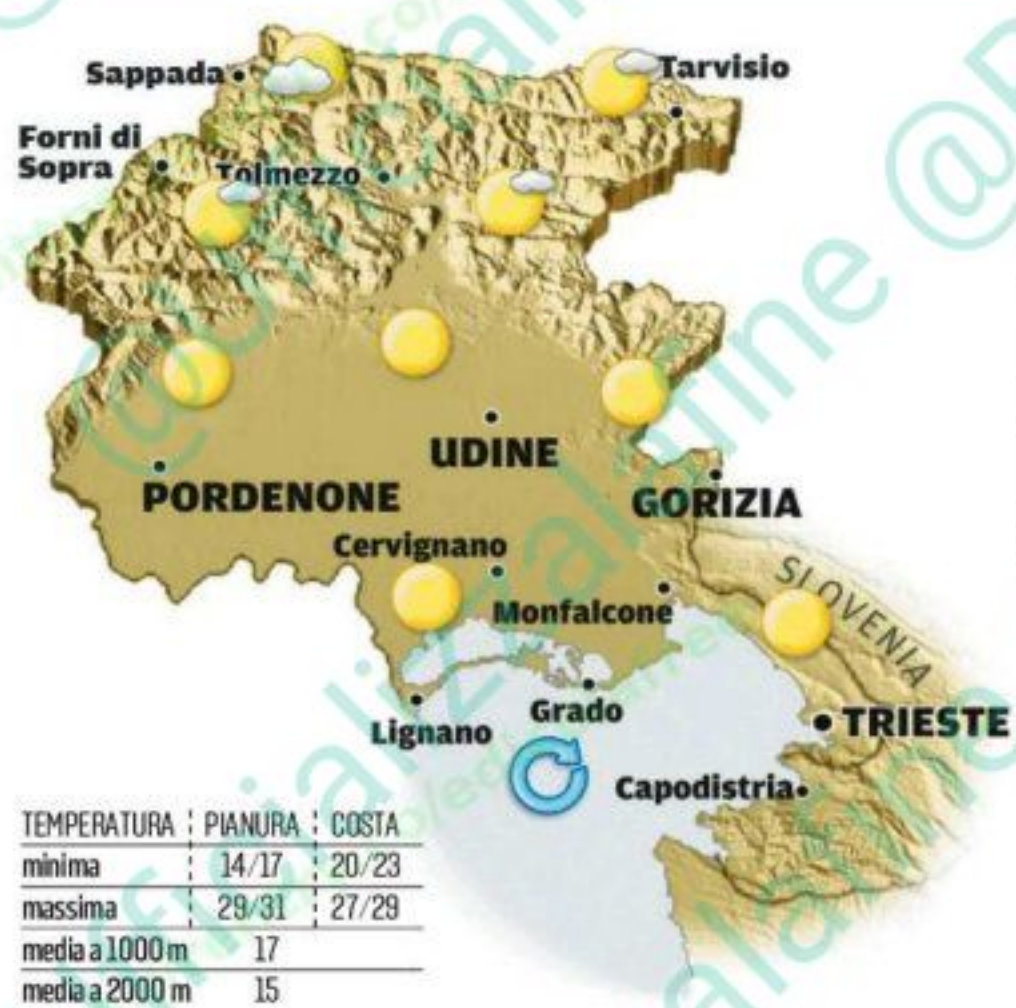 Sappada
Tarvisio
Forni di
Sopra
Tolmezzo
UDINE
PORDENONE
GORIZIA
Cervignano
SLOVENIA
Monfalcone
Grado
Lignano
TRIESTE
Capodistria
TEMPERATURA PIANURA COSTA
minima 14/17 20/23
massima 29/31 27/29
media a 1000 m 17
media a 2000 m 15